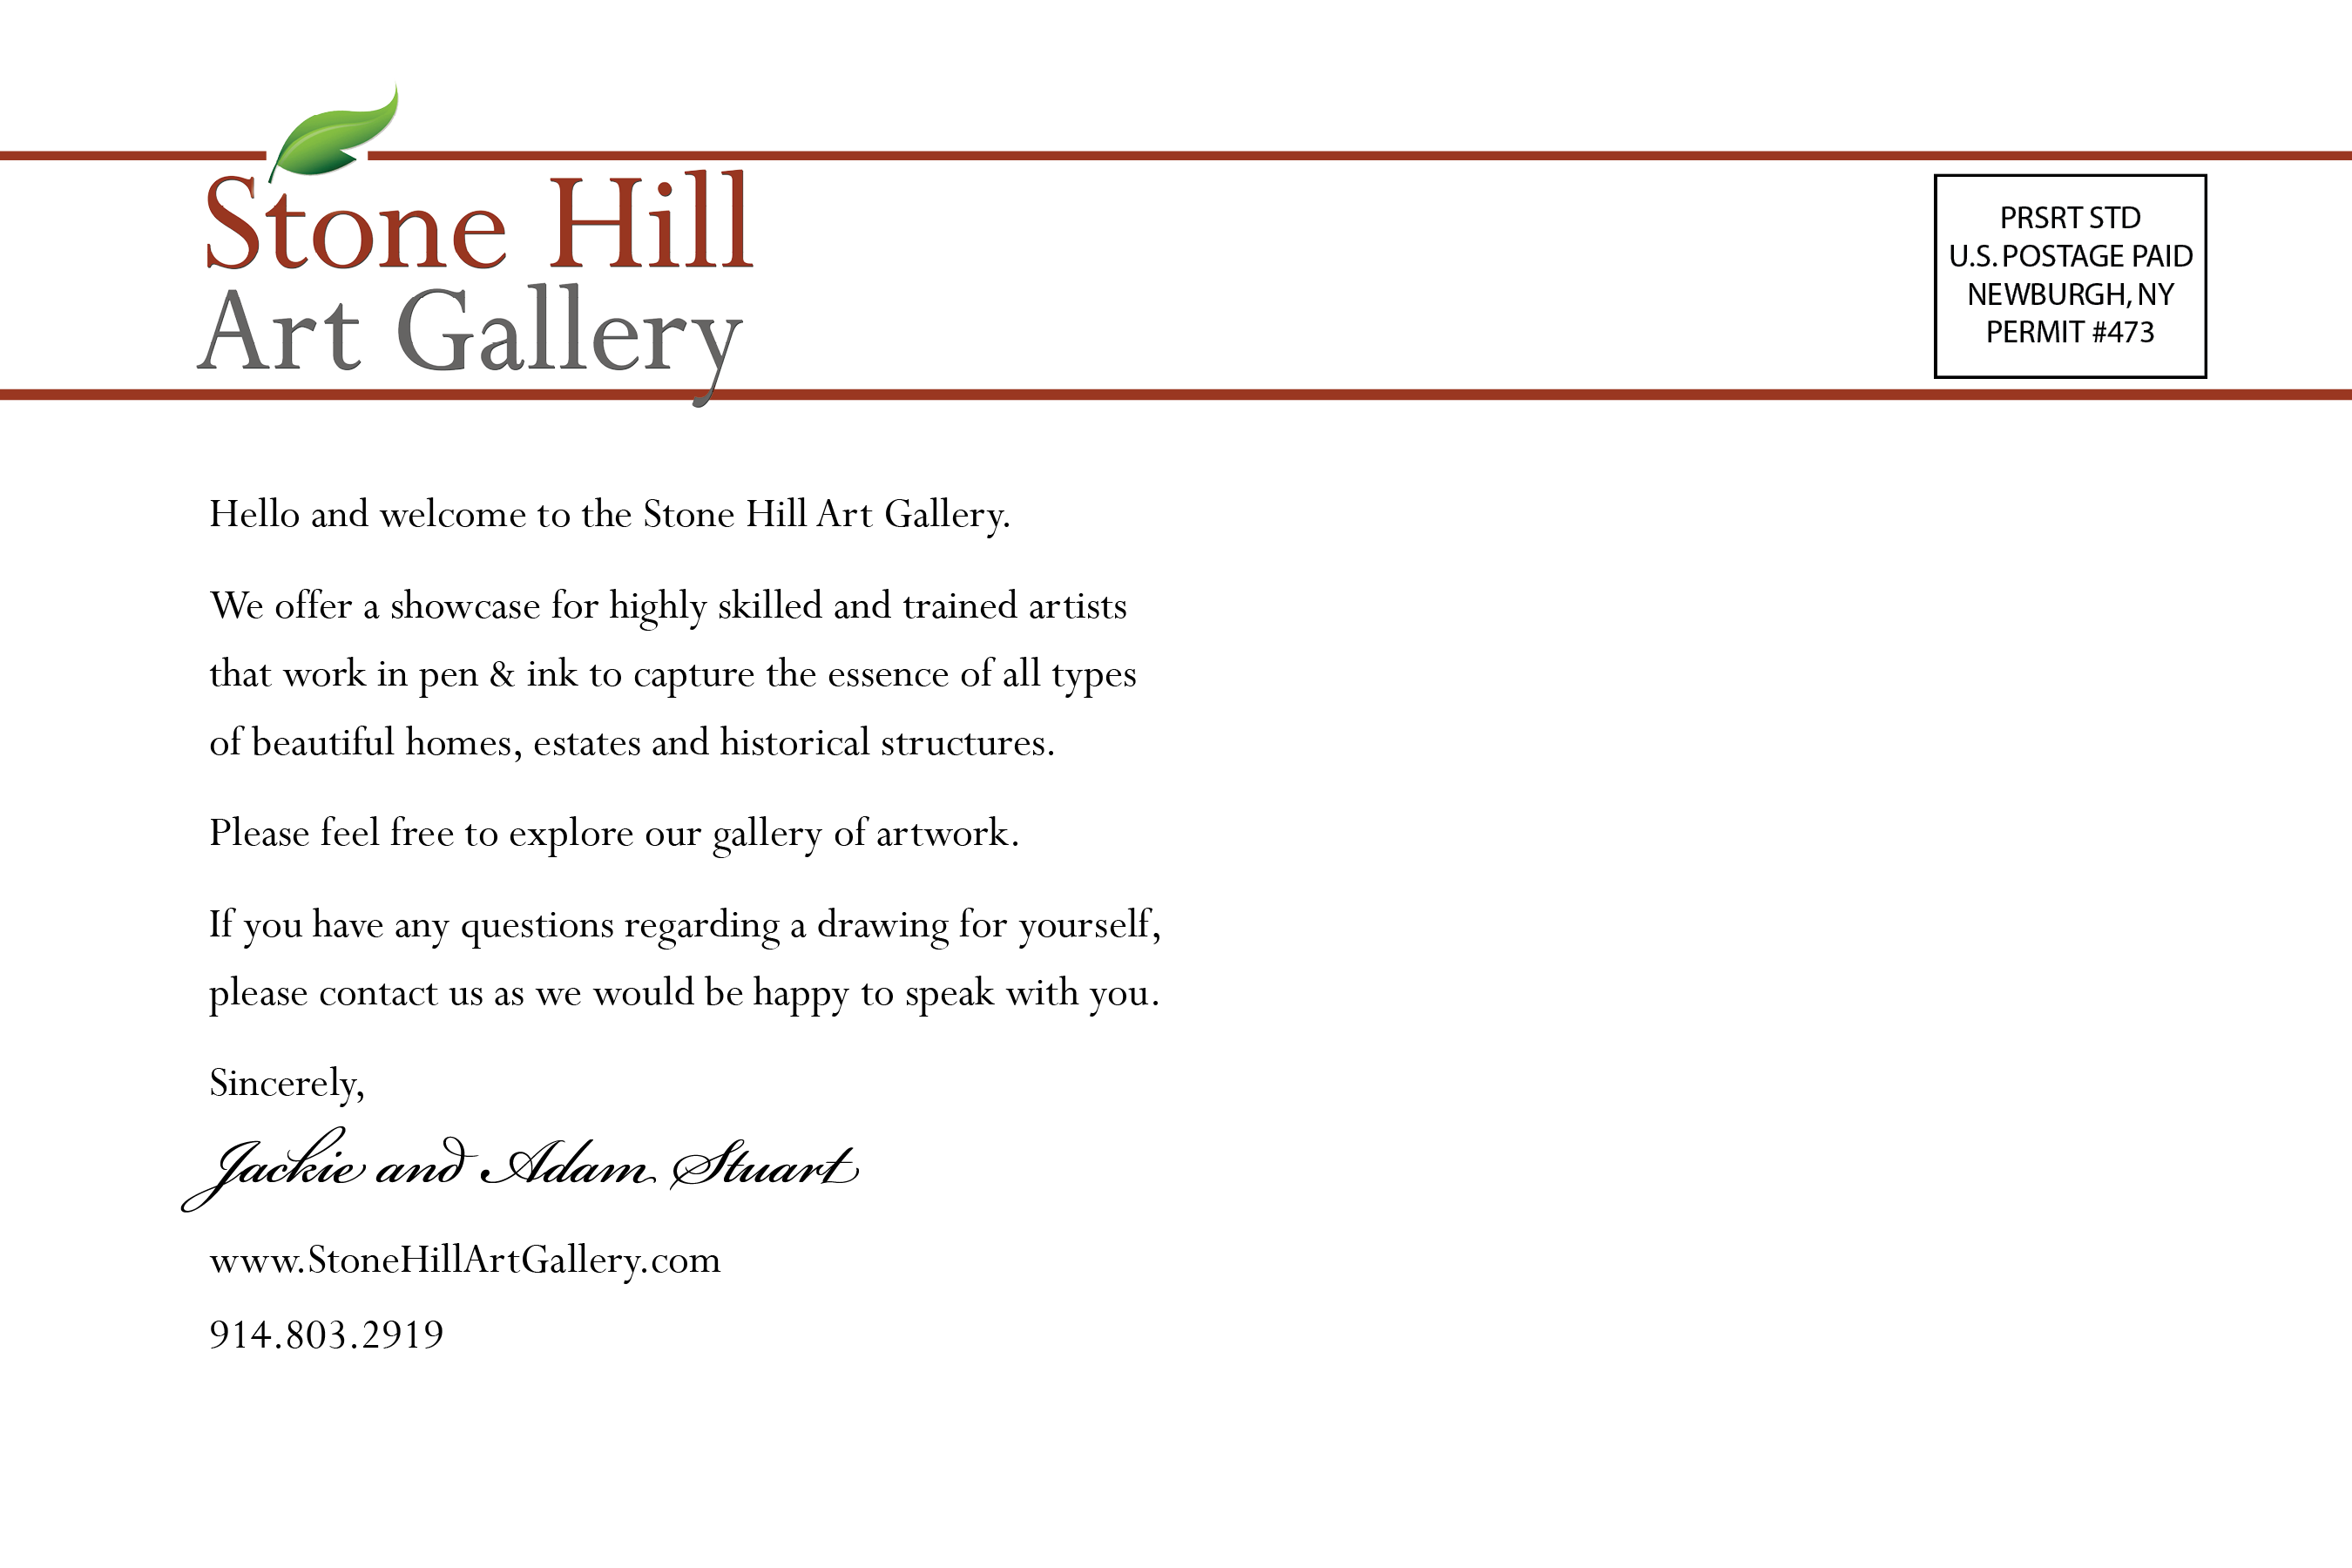 Stone Hill
Art Gallery
PRSRT STD
U.S. POSTAGE PAID
NEWBURGH, NY
PERMIT #473
Hello and welcome to the Stone Hill Art Gallery.
We offer a showcase for highly skilled and trained artists
that work in pen & ink to capture the essence of all types
of beautiful homes, estates and historical structures.
Please feel free to explore our gallery of artwork.
If you have any questions regarding a drawing for yourself,
please contact us as we would be happy to speak with you.
Sincerely,
Jackie and Adam Stuart
www.StoneHillArtGallery.com
914.803.2919